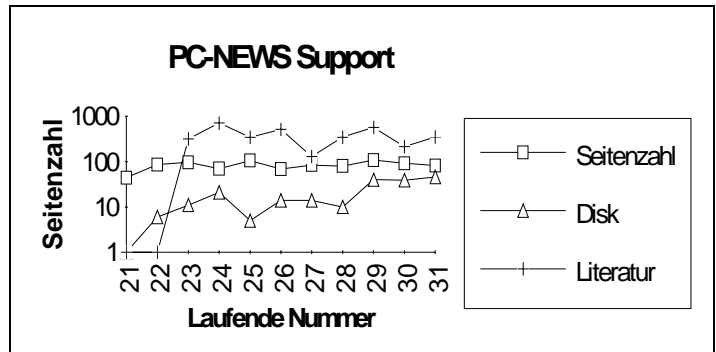 PC-NEWS Support
Seitenzahl
1000
100
10
1
21
22
23
24
25
26
27
28
29
30
31
Laufende Nummer
Seitenzahl
Disk
Literatur